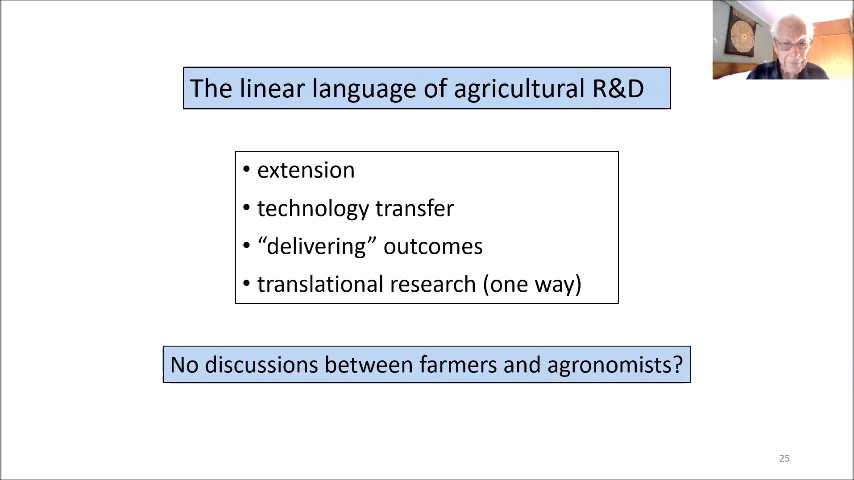 The linear language of agricultural R&D
• extension
• technology transfer
• “delivering” outcomes
• translational research (one way)
No discussions between farmers and agronomists?
25